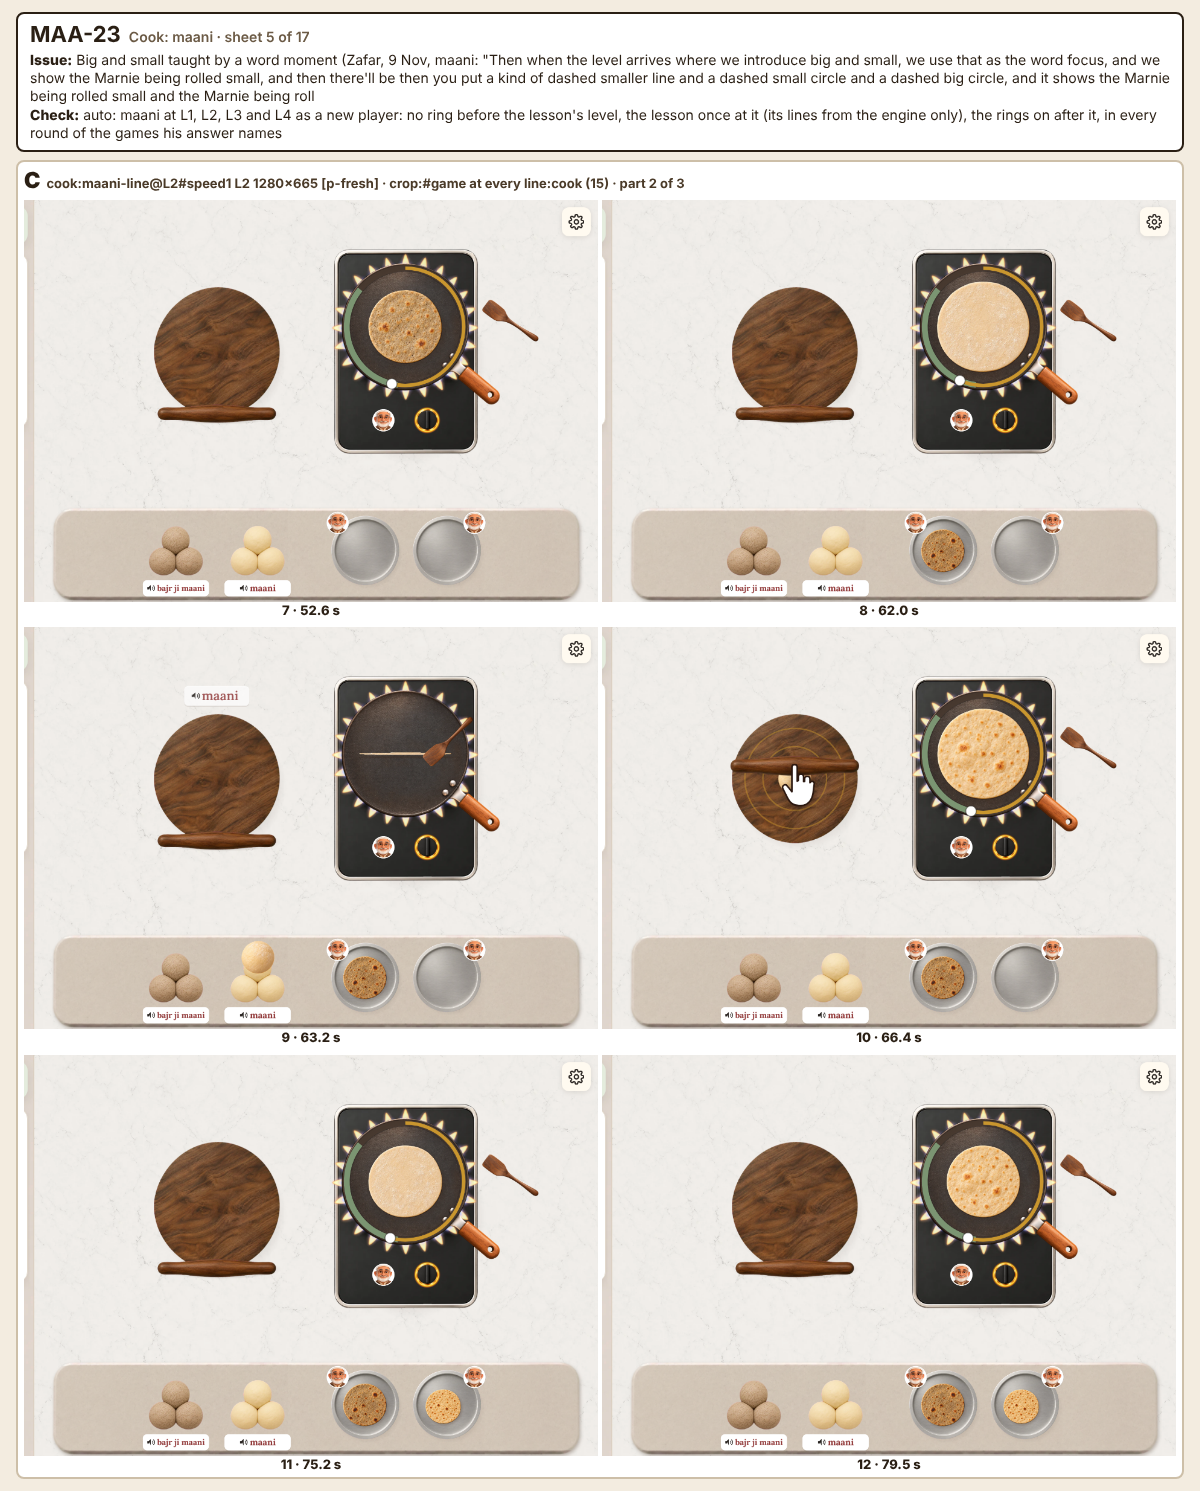 MAA-23 Cook: maani · sheet 5 of 17
Issue: Big and small taught by a word moment (Zafar, 9 Nov, maani: "Then when the level arrives where we introduce big and small, we use that as the word focus, and we
show the Marnie being rolled small, and then there'll be then you put a kind of dashed smaller line and a dashed small circle and a dashed big circle, and it shows the Marnie
being rolled small and the Marnie being roll
Check: auto: maani at L1, L2, L3 and L4 as a new player: no ring before the lesson's level, the lesson once at it (its lines from the engine only), the rings on after it, in every
round of the games his answer names
C cook:maani-line@L2#speed1 L2 1280×665 [p-fresh] · crop:#game at every line:cook (15) · part 2 of 3
bajr ji maani maani
bajr ji maani maani
7 · 52.6 s
8 · 62.0 s
maani
bajr ji maani maani
bajr ji maani maani
9 · 63.2 s
10 · 66.4 s
bajr ji maani maani
bajr ji maani maani
11 · 75.2 s
12 · 79.5 s